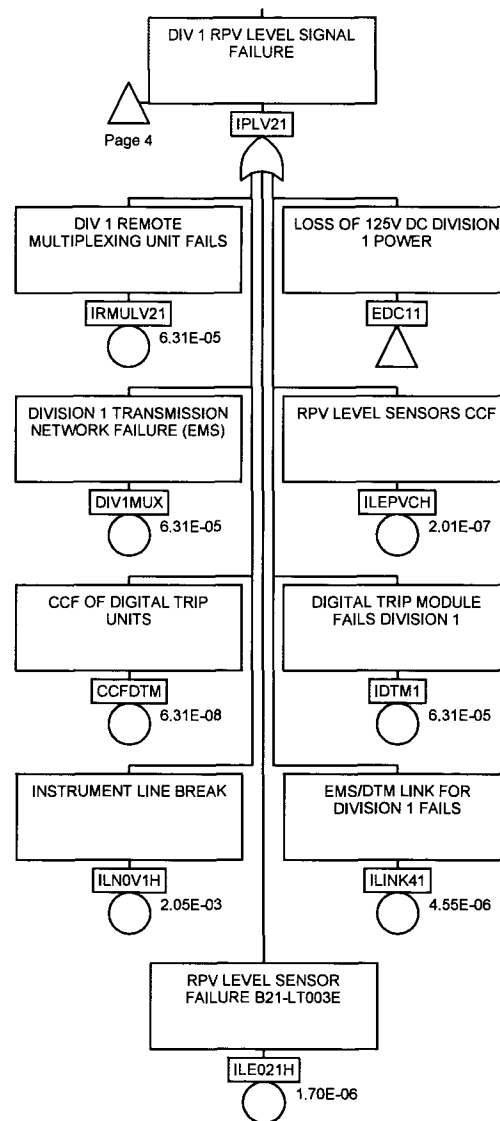 DIV 1 RPV LEVEL SIGNAL
FAILURE
Page 4
IPLV21
DIV 1 REMOTE
MULTIPLEXING UNIT FAILS
IRMULV21
6.31E-05
LOSS OF 125V DC DIVISION
1 POWER
EDC11
DIVISION 1 TRANSMISSION
NETWORK FAILURE (EMS)
DIV1MUX
6.31E-05
RPV LEVEL SENSORS CCF
ILEPVCH
2.01E-07
CCF OF DIGITAL TRIP
UNITS
CCFDTM
6.31E-08
DIGITAL TRIP MODULE
FAILS DIVISION 1
IDTM1
6.31E-05
INSTRUMENT LINE BREAK
ILN0V1H
2.05E-03
EMS/DTM LINK FOR
DIVISION 1 FAILS
ILINK41
4.55E-06
RPV LEVEL SENSOR
FAILURE B21-LT003E
ILE021H
1.70E-06